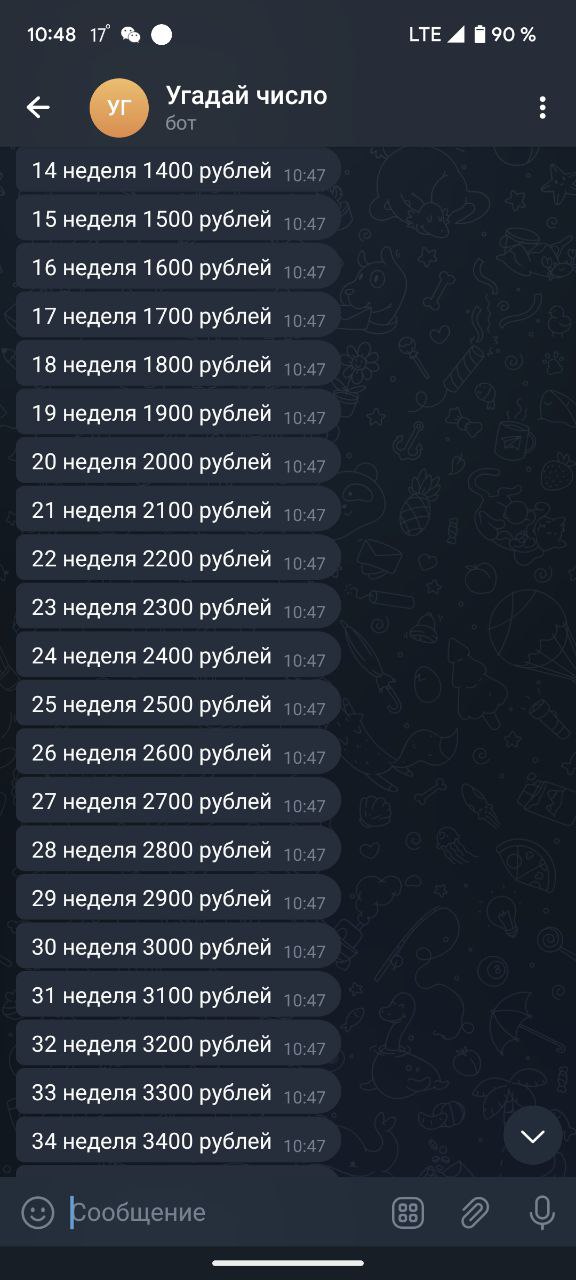 10:48 17° LTE 90 %
УГ Угадай число
бот
14 неделя 1400 рублей 10:47
15 неделя 1500 рублей 10:47
16 неделя 1600 рублей 10:47
17 неделя 1700 рублей 10:47
18 неделя 1800 рублей 10:47
19 неделя 1900 рублей 10:47
20 неделя 2000 рублей 10:47
21 неделя 2100 рублей 10:47
22 неделя 2200 рублей 10:47
23 неделя 2300 рублей 10:47
24 неделя 2400 рублей 10:47
25 неделя 2500 рублей 10:47
26 неделя 2600 рублей 10:47
27 неделя 2700 рублей 10:47
28 неделя 2800 рублей 10:47
29 неделя 2900 рублей 10:47
30 неделя 3000 рублей 10:47
31 неделя 3100 рублей 10:47
32 неделя 3200 рублей 10:47
33 неделя 3300 рублей 10:47
34 неделя 3400 рублей 10:47
Сообщение